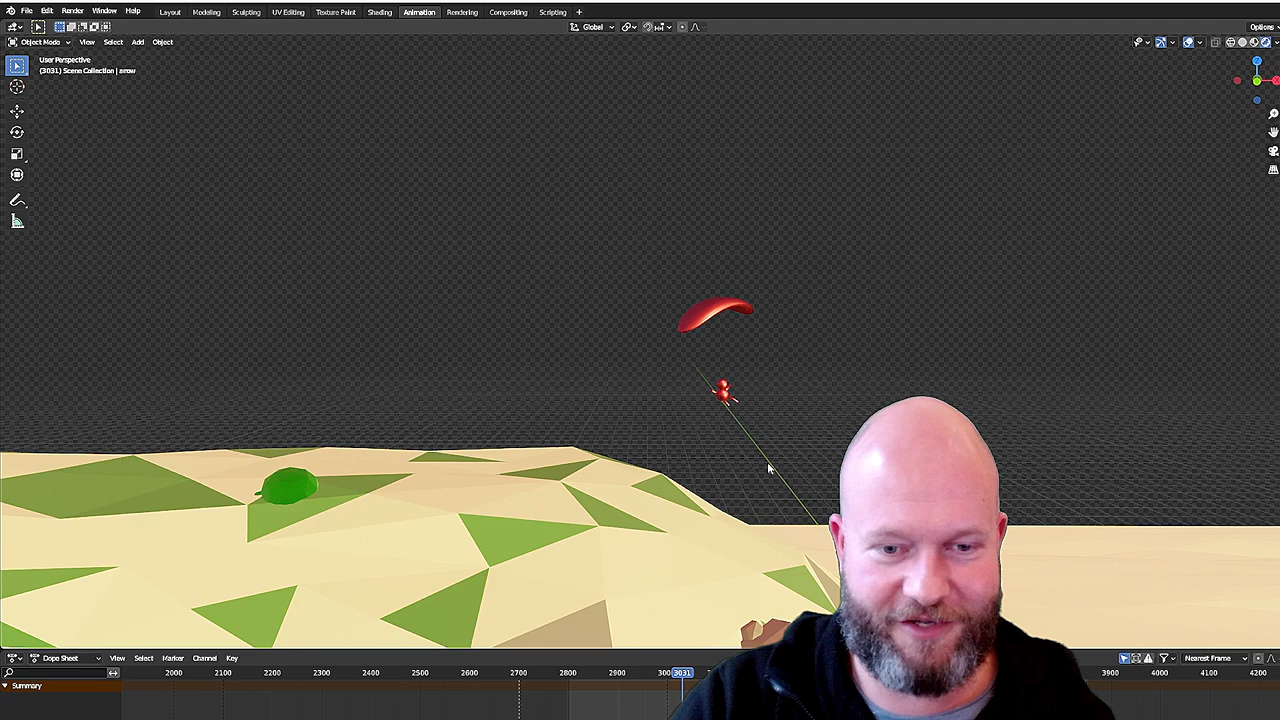 File Edit Render Window Help Layout Modeling Sculpting UV Editing Texture Paint Shading Animation Rendering Compositing Scripting +
Global Options
Object Mode View Select Add Object
User Perspective
(3031) Scene Collection | arrow
Z
X
Dope Sheet View Select Marker Channel Key Nearest Frame
2000 2100 2200 2300 2400 2500 2600 2700 2800 2900 300 3031 3900 4000 4100 4200
Summary